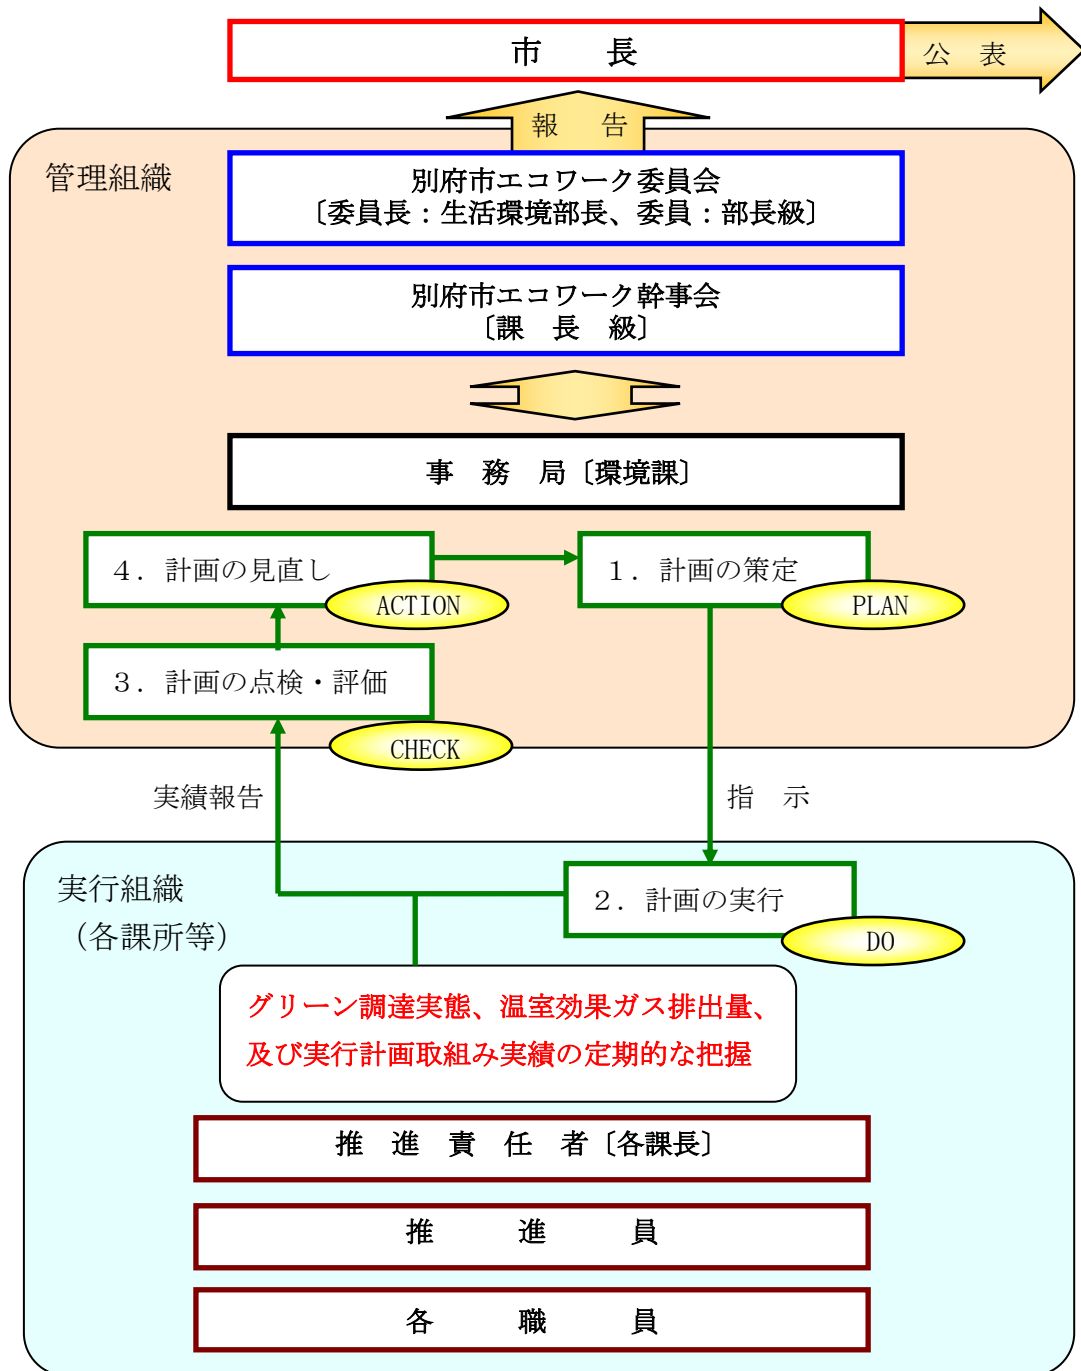 市　　長
公　表
報　告
管理組織
別府市エコワーク委員会
〔委員長：生活環境部長、委員：部長級〕
別府市エコワーク幹事会
〔課　長　級〕
事　務　局〔環境課〕
４．計画の見直し
ACTION
１．計画の策定
PLAN
３．計画の点検・評価
CHECK
実績報告
指　示
実行組織
（各課所等）
２．計画の実行
DO
グリーン調達実態、温室効果ガス排出量、
及び実行計画取組み実績の定期的な把握
推　進　責　任　者〔各課長〕
推　　　進　　　員
各　　　職　　　員